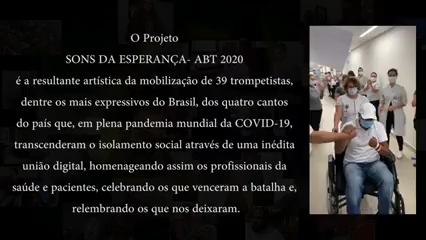 O Projeto
SONS DA ESPERANÇA- ABT 2020
é a resultante artística da mobilização de 39 trompetistas,
dentre os mais expressivos do Brasil, dos quatro cantos
do país que, em plena pandemia mundial da COVID-19,
transcenderam o isolamento social através de uma inédita
união digital, homenageando assim os profissionais da
saúde e pacientes, celebrando os que venceram a batalha e,
relembrando os que nos deixaram.